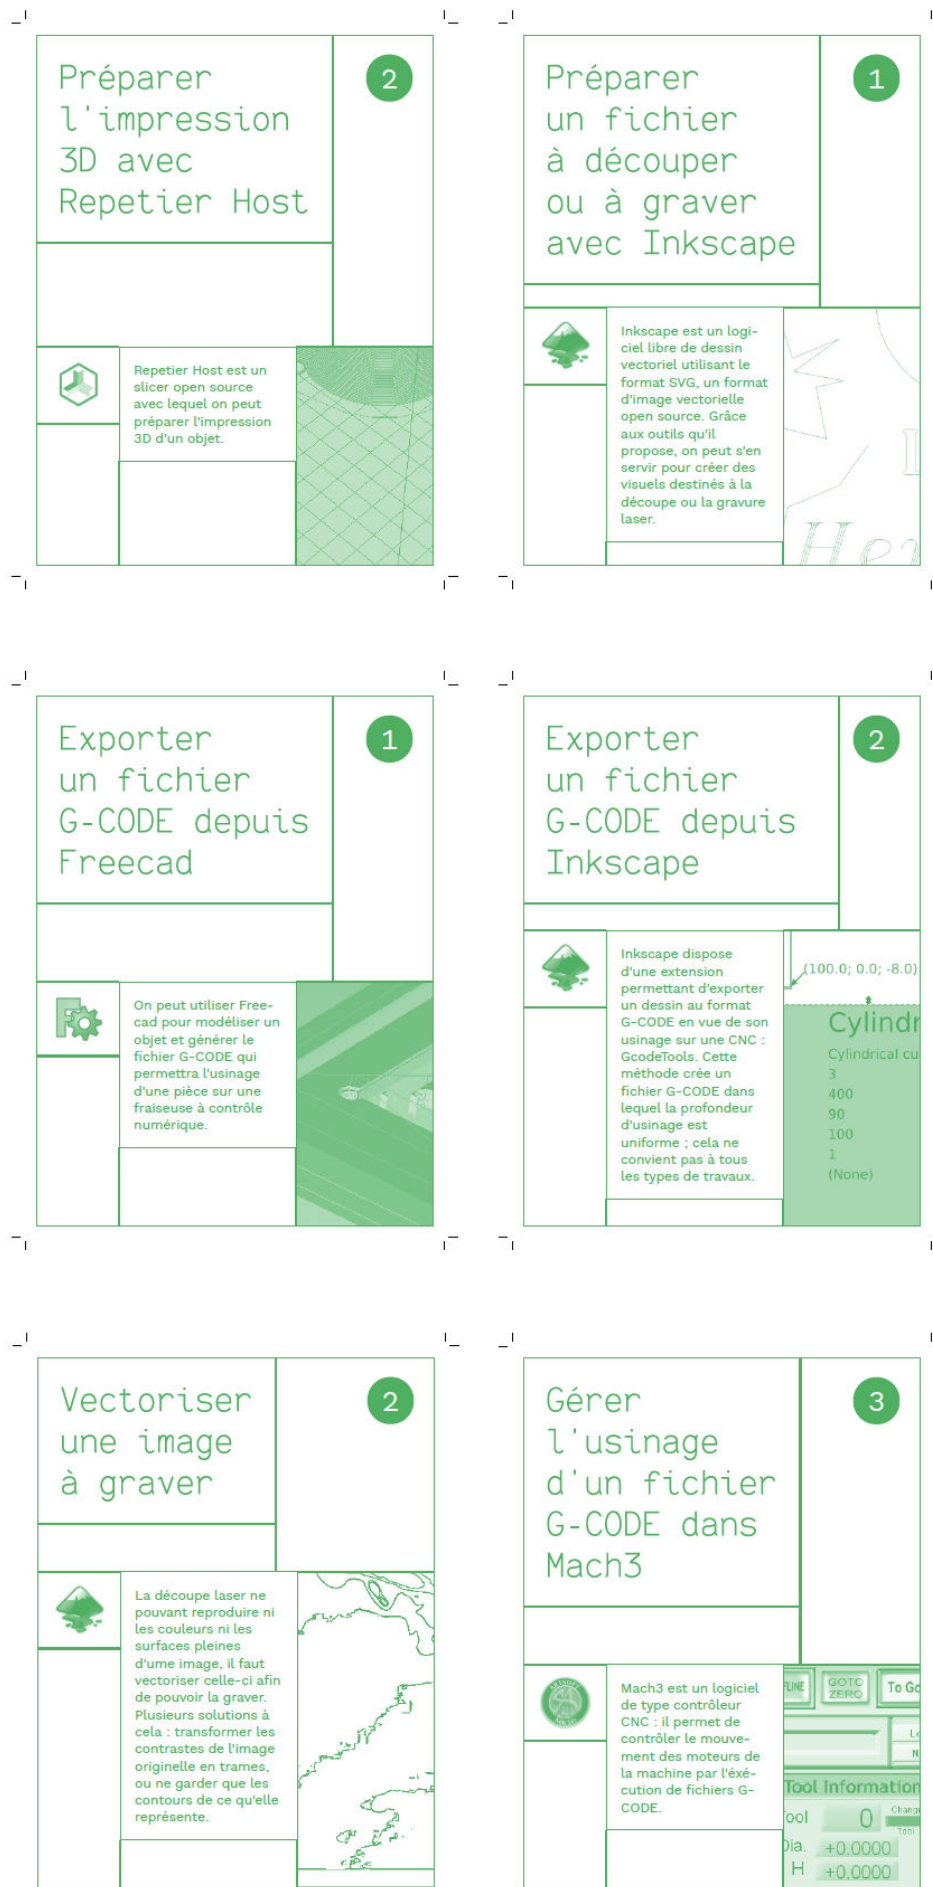 Préparer
l'impression
3D avec
Repetier Host
2
Repetier Host est un
slicer open source
avec lequel on peut
préparer l'impression
3D d'un objet.
Préparer
un fichier
à découper
ou à graver
avec Inkscape
1
Inkscape est un logi-
ciel libre de dessin
vectoriel utilisant le
format SVG, un format
d'image vectorielle
open source. Grâce
aux outils qu'il
propose, on peut s'en
servir pour créer des
visuels destinés à la
découpe ou la gravure
laser.
Exporter
un fichier
G-CODE depuis
Freecad
1
On peut utiliser Free-
cad pour modéliser un
objet et générer le
fichier G-CODE qui
permettra l'usinage
d'une pièce sur une
fraiseuse à contrôle
numérique.
Exporter
un fichier
G-CODE depuis
Inkscape
2
Inkscape dispose
d'une extension
permettant d'exporter
un dessin au format
G-CODE en vue de son
usinage sur une CNC :
GcodeTools. Cette
méthode crée un
fichier G-CODE dans
lequel la profondeur
d'usinage est
uniforme ; cela ne
convient pas à tous
les types de travaux.
(100.0; 0.0; -8.0)
Cylindr
Cylindrical cu
3
400
90
100
1
(None)
Vectoriser
une image
à graver
2
La découpe laser ne
pouvant reproduire ni
les couleurs ni les
surfaces pleines
d'ume image, il faut
vectoriser celle-ci afin
de pouvoir la graver.
Plusieurs solutions à
cela : transformer les
contrastes de l'image
originelle en trames,
ou ne garder que les
contours de ce qu'elle
représente.
Gérer
l'usinage
d'un fichier
G-CODE dans
Mach3
3
Mach3 est un logiciel
de type contrôleur
CNC : il permet de
contrôler le mouve-
ment des moteurs de
la machine par l'éxé-
cution de fichiers G-
CODE.
FLINE
GOTO
ZERO
To Go
Tool Information
Tool 0 Change
Tool
Dia. +0.0000
H +0.0000